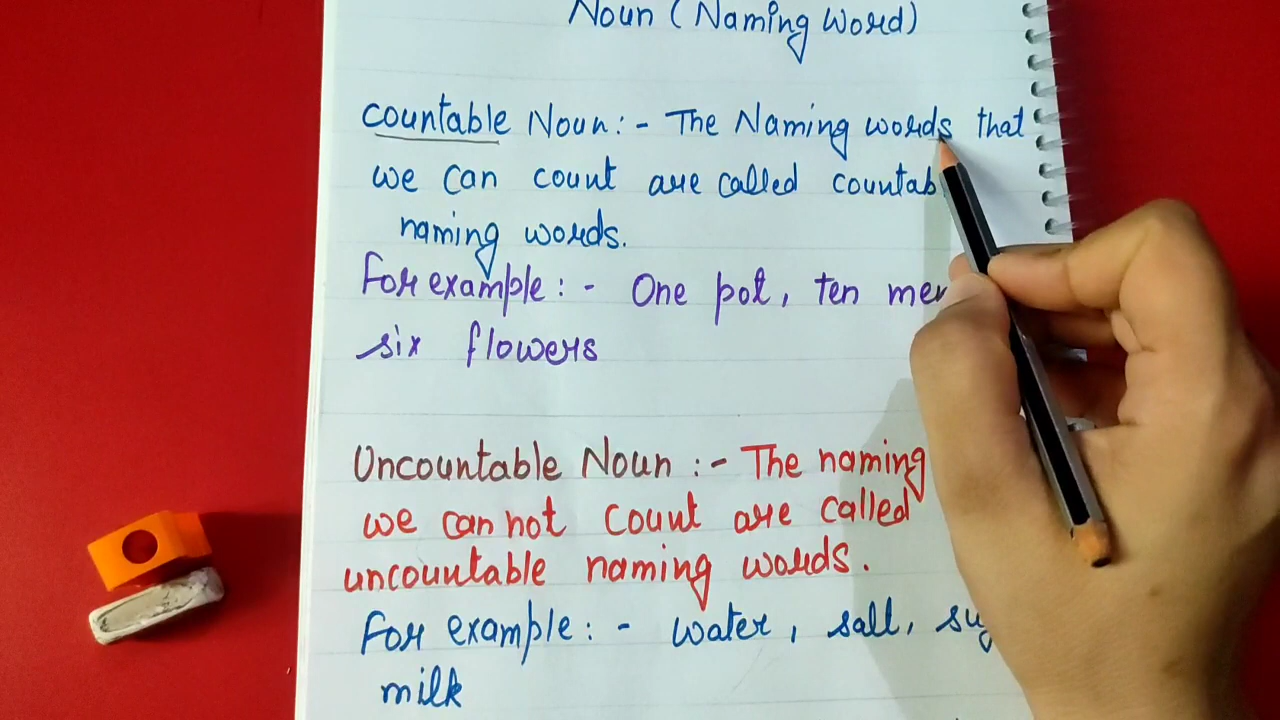 Noun (Naming Word)
Countable Noun:- The Naming words that
we can count are called countab
naming words.
For example:- One pot, ten men
six flowers
Uncountable Noun :- The naming
we can not count are called
uncountable naming words.
For example:- water, salt, sug
milk